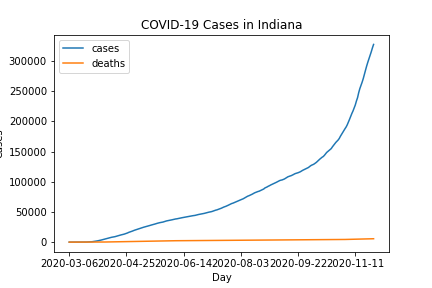 COVID-19 Cases in Indiana
cases
deaths
300000
250000
200000
150000
100000
50000
0
cases
2020-03-06 2020-04-25 2020-06-14 2020-08-03 2020-09-22 2020-11-11
Day